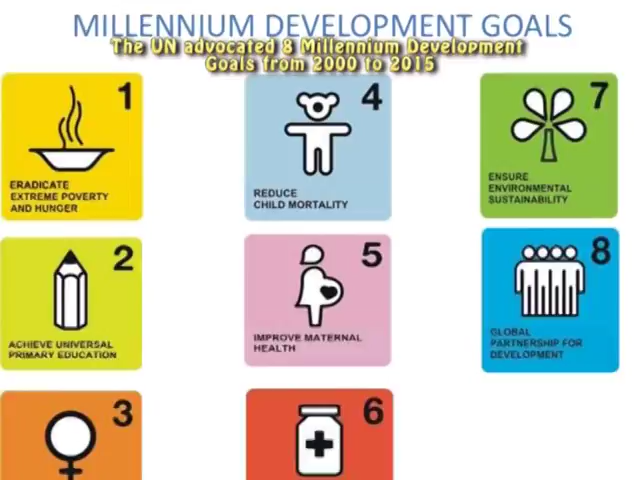 MILLENNIUM DEVELOPMENT GOALS
The UN advocated 8 Millennium Development
Goals from 2000 to 2015
1
ERADICATE
EXTREME POVERTY
AND HUNGER
2
ACHIEVE UNIVERSAL
PRIMARY EDUCATION
3
4
REDUCE
CHILD MORTALITY
5
IMPROVE MATERNAL
HEALTH
6
7
ENSURE
ENVIRONMENTAL
SUSTAINABILITY
8
GLOBAL
PARTNERSHIP FOR
DEVELOPMENT